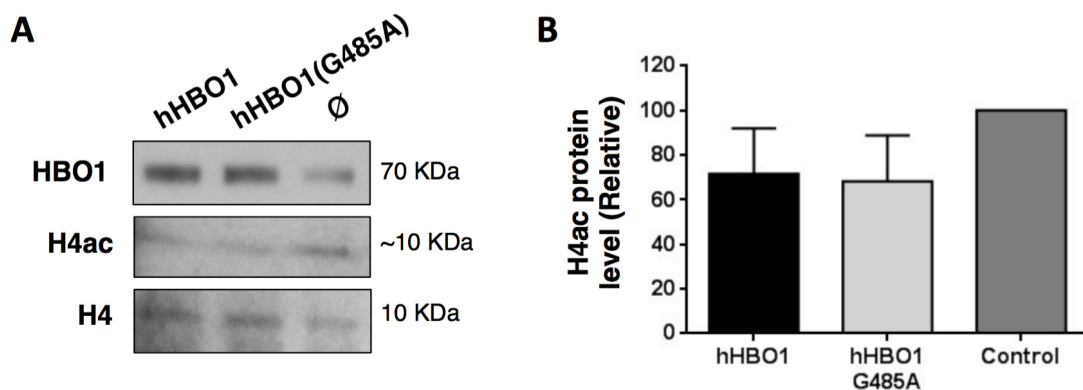 A
hHBO1
hHBO1(G485A)
Ø
HBO1
70 KDa
H4ac
~10 KDa
H4
10 KDa
B
H4ac protein
level (Relative)
120
100
80
60
40
20
0
hHBO1
hHBO1
G485A
Control